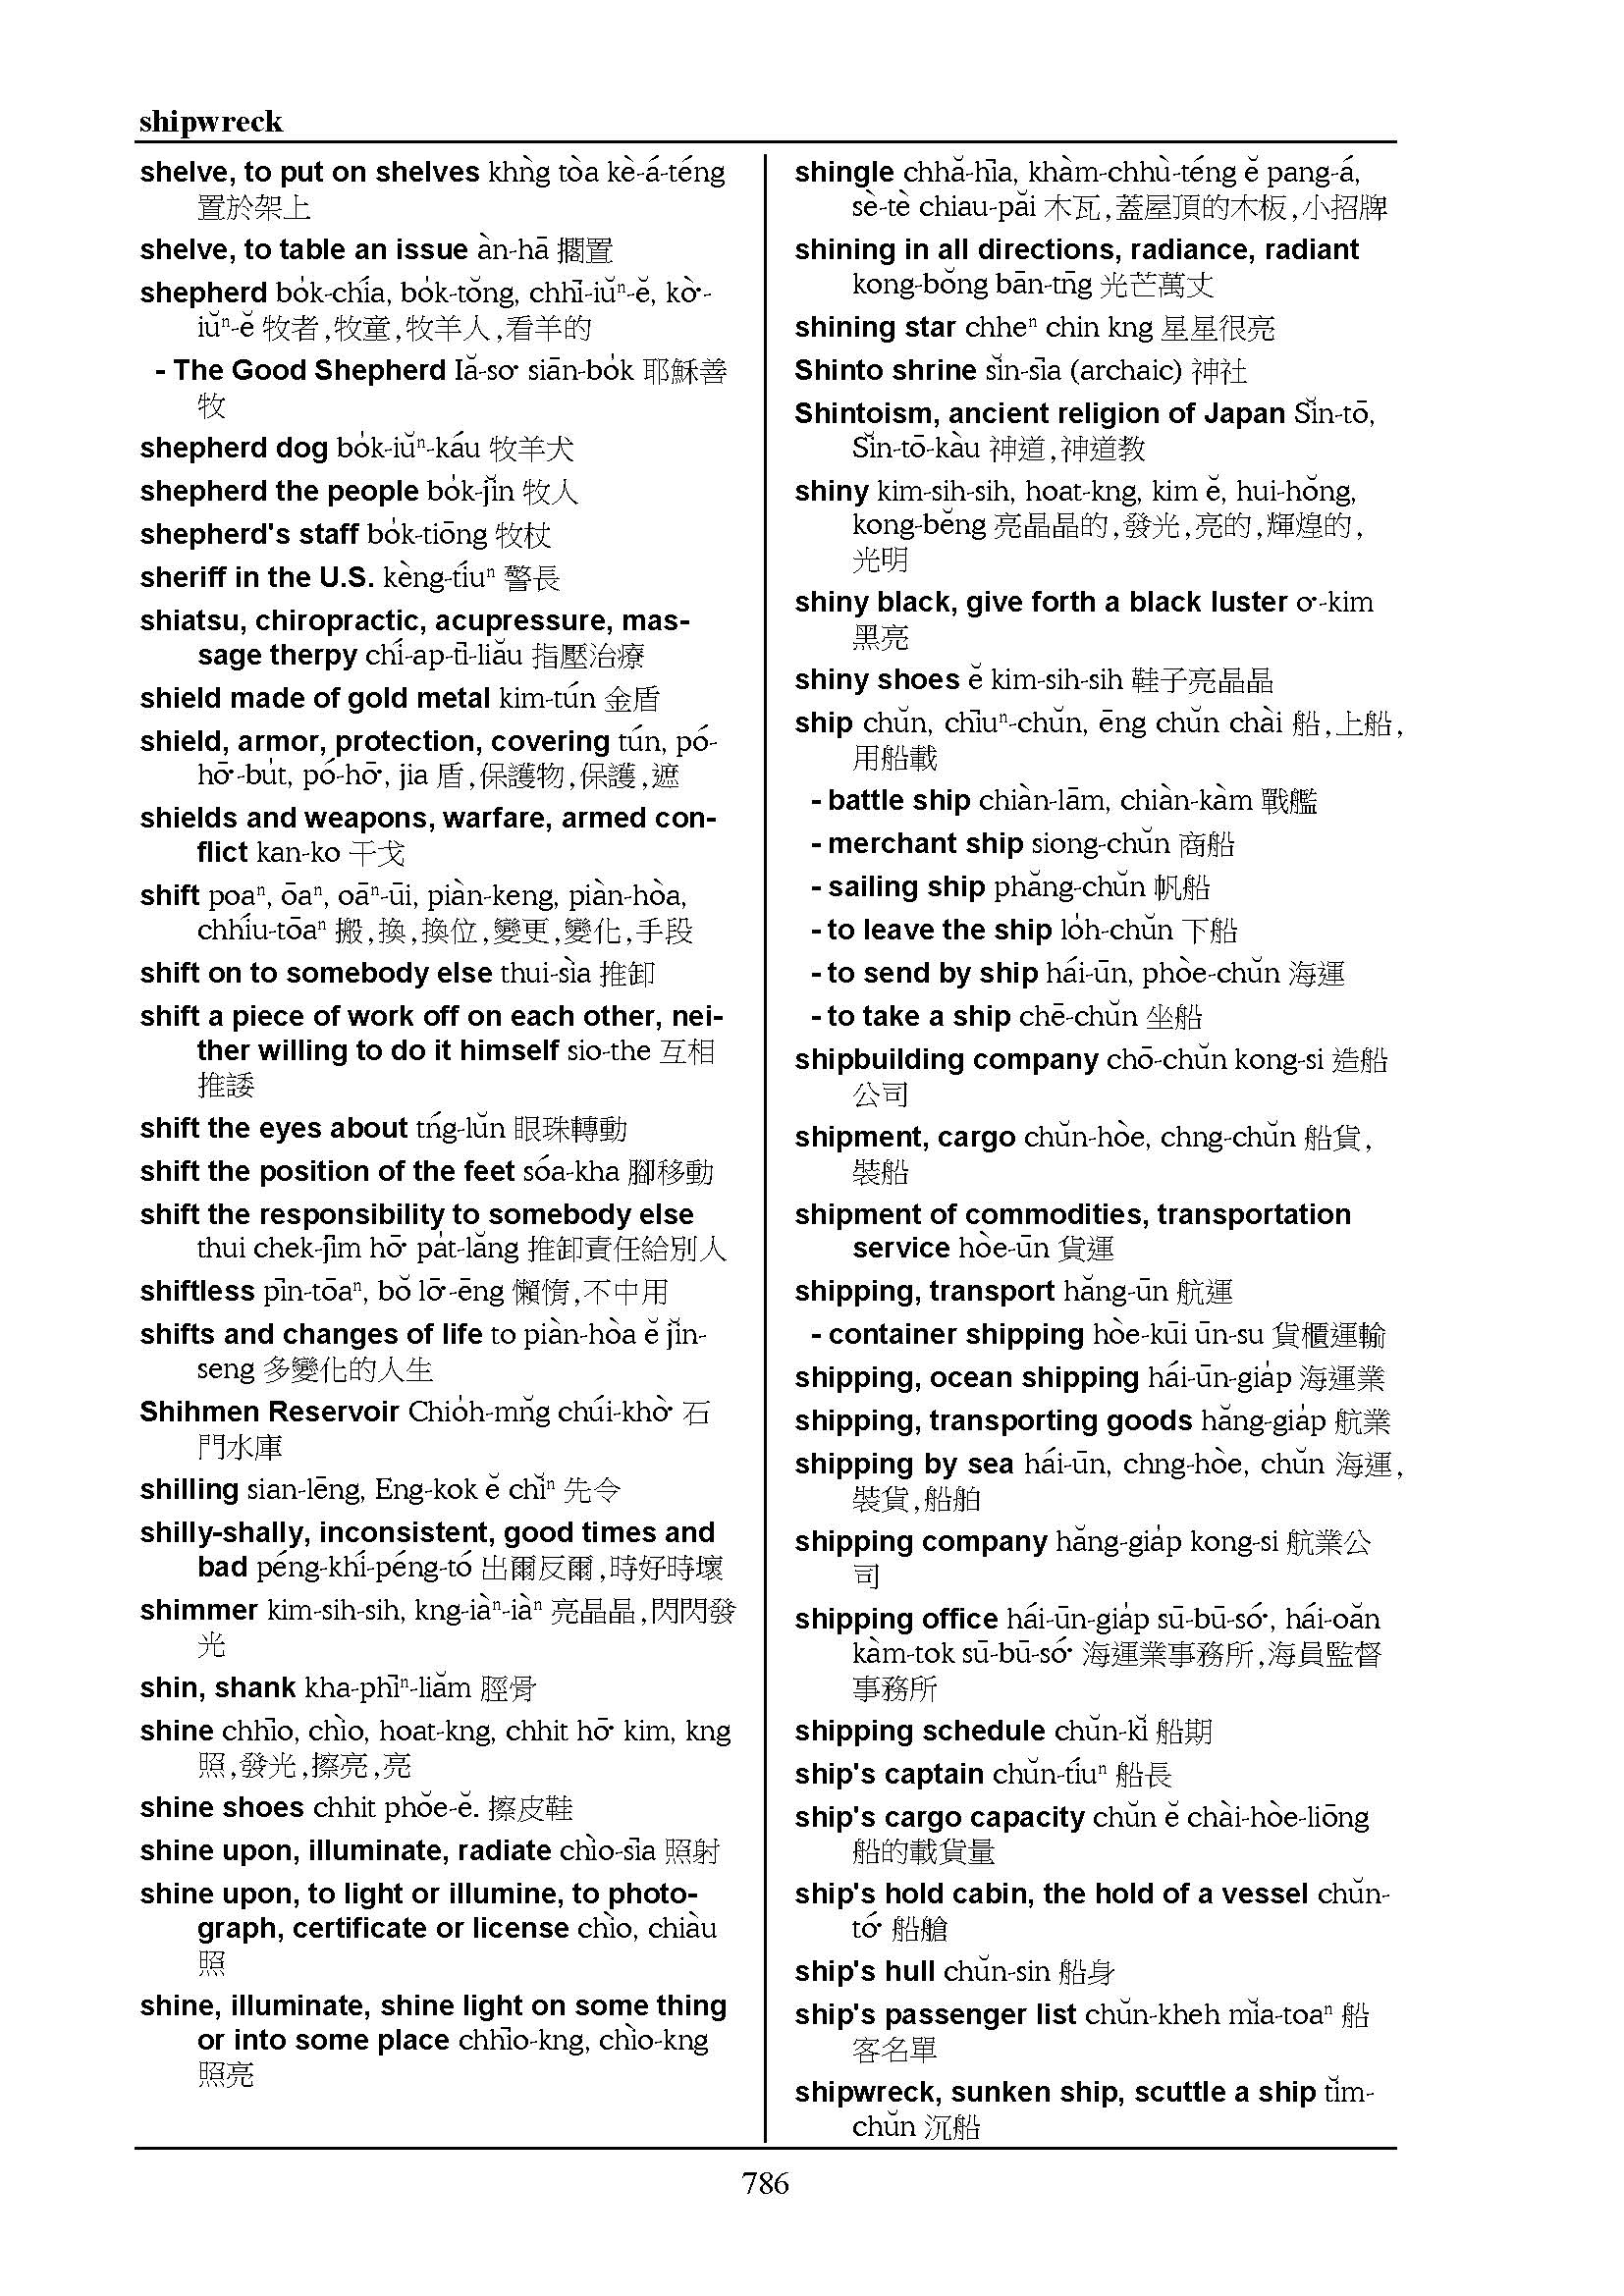 shipwreck
shelve, to put on shelves khǹg tòa kè-á-téng
置於架上
shelve, to table an issue àn-hā 擱置
shepherd bo̍k-chía, bo̍k-tŏng, chhī-iŭⁿ-ĕ, kò͘-
iŭⁿ-ĕ 牧者,牧童,牧羊人,看羊的
- The Good Shepherd Iă-so͘ siān-bo̍k 耶穌善
牧
shepherd dog bo̍k-iŭⁿ-káu 牧羊犬
shepherd the people bo̍k-jĭn 牧人
shepherd's staff bo̍k-tiōng 牧杖
sheriff in the U.S. kèng-tíuⁿ 警長
shiatsu, chiropractic, acupressure, mas-
sage therpy chí-ap-tī-liău 指壓治療
shield made of gold metal kim-tún 金盾
shield, armor, protection, covering tún, pó-
hō͘-bu̍t, pó-hō͘, jia 盾,保護物,保護,遮
shields and weapons, warfare, armed con-
flict kan-ko 干戈
shift poaⁿ, ōaⁿ, oāⁿ-ūi, piàn-keng, piàn-hòa,
chhíu-tōaⁿ 搬,換,換位,變更,變化,手段
shift on to somebody else thui-sìa 推卸
shift a piece of work off on each other, nei-
ther willing to do it himself sio-the 互相
推諉
shift the eyes about tńg-lŭn 眼珠轉動
shift the position of the feet sóa-kha 腳移動
shift the responsibility to somebody else
thui chek-jīm hō͘ pa̍t-lăng 推卸責任給別人
shiftless pīn-tōaⁿ, bŏ lō͘-ēng 懶惰,不中用
shifts and changes of life to piàn-hòa ĕ jĭn-
seng 多變化的人生
Shihmen Reservoir Chio̍h-mn̆g chúi-khò͘ 石
門水庫
shilling sian-lēng, Eng-kok ĕ chĭⁿ 先令
shilly-shally, inconsistent, good times and
bad péng-khí-péng-tó 出爾反爾,時好時壞
shimmer kim-sih-sih, kng-iàⁿ-iàⁿ 亮晶晶,閃閃發
光
shin, shank kha-phīⁿ-liăm 脛骨
shine chhīo, chìo, hoat-kng, chhit hō͘ kim, kng
照,發光,擦亮,亮
shine shoes chhit phŏe-ĕ. 擦皮鞋
shine upon, illuminate, radiate chìo-sīa 照射
shine upon, to light or illumine, to photo-
graph, certificate or license chìo, chiàu
照
shine, illuminate, shine light on some thing
or into some place chhīo-kng, chìo-kng
照亮
shingle chhă-hīa, khàm-chhù-téng ĕ pang-á,
sè-tè chiau-păi 木瓦,蓋屋頂的木板,小招牌
shining in all directions, radiance, radiant
kong-bŏng bān-tn̄g 光芒萬丈
shining star chheⁿ chin kng 星星很亮
Shinto shrine sĭn-sīa (archaic) 神社
Shintoism, ancient religion of Japan Sĭn-tō,
Sĭn-tō-kàu 神道,神道教
shiny kim-sih-sih, hoat-kng, kim ĕ, hui-hŏng,
kong-bĕng 亮晶晶的,發光,亮的,輝煌的,
光明
shiny black, give forth a black luster o͘-kim
黑亮
shiny shoes ĕ kim-sih-sih 鞋子亮晶晶
ship chŭn, chīuⁿ-chŭn, ēng chŭn chài 船,上船,
用船載
- battle ship chiàn-lām, chiàn-kàm 戰艦
- merchant ship siong-chŭn 商船
- sailing ship phăng-chŭn 帆船
- to leave the ship lo̍h-chŭn 下船
- to send by ship hái-ūn, phòe-chŭn 海運
- to take a ship chē-chŭn 坐船
shipbuilding company chō-chŭn kong-si 造船
公司
shipment, cargo chŭn-hòe, chng-chŭn 船貨,
裝船
shipment of commodities, transportation
service hòe-ūn 貨運
shipping, transport hăng-ūn 航運
- container shipping hòe-kūi ūn-su 貨櫃運輸
shipping, ocean shipping hái-ūn-gia̍p 海運業
shipping, transporting goods hăng-gia̍p 航業
shipping by sea hái-ūn, chng-hòe, chŭn 海運,
裝貨,船舶
shipping company hăng-gia̍p kong-si 航業公
司
shipping office hái-ūn-gia̍p sū-bū-só͘, hái-oăn
kàm-tok sū-bū-só͘ 海運業事務所,海員監督
事務所
shipping schedule chŭn-kĭ 船期
ship's captain chŭn-tíuⁿ 船長
ship's cargo capacity chŭn ĕ chài-hòe-liōng
船的載貨量
ship's hold cabin, the hold of a vessel chŭn-
tó͘ 船艙
ship's hull chŭn-sin 船身
ship's passenger list chŭn-kheh mĭa-toaⁿ 船
客名單
shipwreck, sunken ship, scuttle a ship tĭm-
chŭn 沉船
786